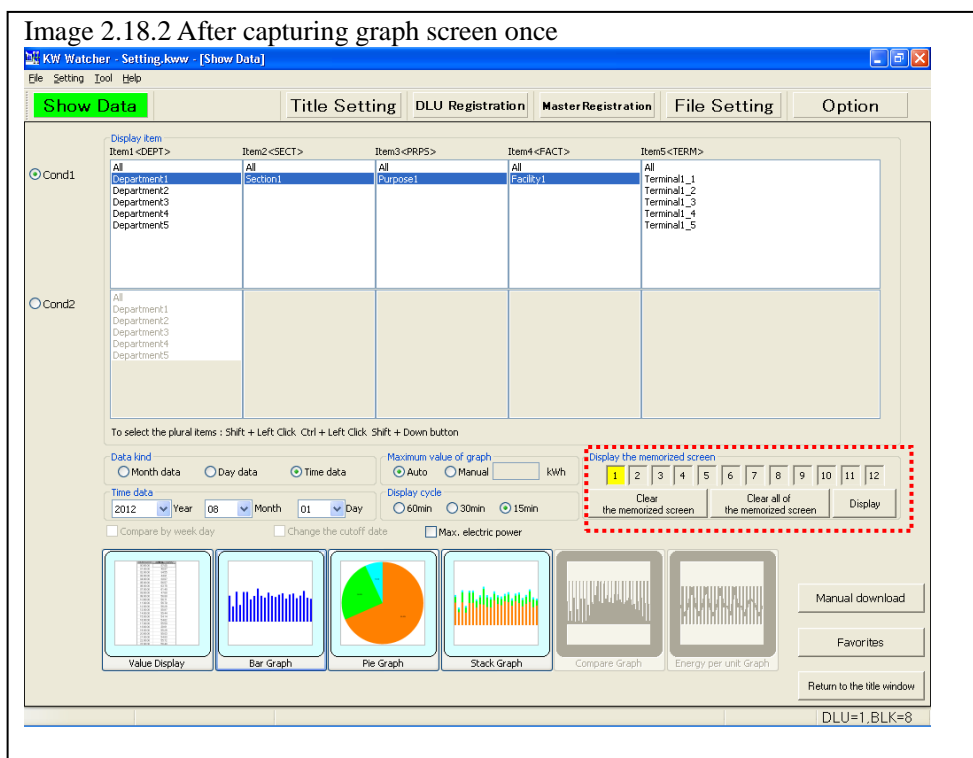 Image 2.18.2 After capturing graph screen once
KW Watcher - Setting.kww - [Show Data]
File Setting Tool Help
Show Data Title Setting DLU Registration Master Registration File Setting Option
Display item
Item1<DEPT> Item2<SECT> Item3<PRPS> Item4<FACT> Item5<TERM>
Cond1
All All All All All
Department1 Section1 Purpose1 Facility1 Terminal1_1
Department2 Terminal1_2
Department3 Terminal1_3
Department4 Terminal1_4
Department5 Terminal1_5
Cond2
All
Department1
Department2
Department3
Department4
Department5
To select the plural items : Shift + Left Click Ctrl + Left Click Shift + Down button
Data kind
Month data Day data Time data
Maximum value of graph
Auto Manual kWh
Display the memorized screen
1 2 3 4 5 6 7 8 9 10 11 12
Clear the memorized screen
Clear all of the memorized screen
Display
Time data
2012 Year 08 Month 01 Day
Display cycle
60min 30min 15min
Compare by week day Change the cutoff date Max. electric power
Value Display Bar Graph Pie Graph Stack Graph Compare Graph Energy per unit Graph
Manual download
Favorites
Return to the title window
DLU=1,BLK=8